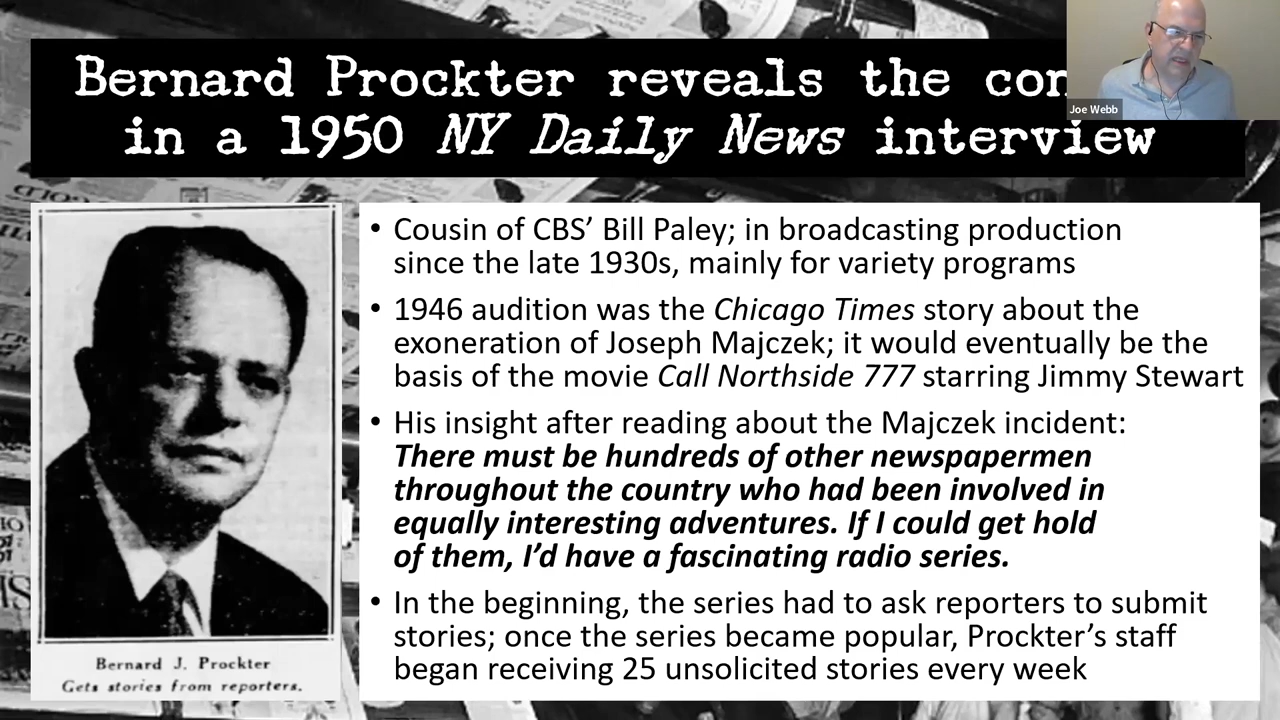 Bernard Prockter reveals the con
in a 1950 NY Daily News interview
Joe Webb
• Cousin of CBS’ Bill Paley; in broadcasting production
since the late 1930s, mainly for variety programs
• 1946 audition was the Chicago Times story about the
exoneration of Joseph Majczek; it would eventually be the
basis of the movie Call Northside 777 starring Jimmy Stewart
• His insight after reading about the Majczek incident:
There must be hundreds of other newspapermen
throughout the country who had been involved in
equally interesting adventures. If I could get hold
of them, I’d have a fascinating radio series.
• In the beginning, the series had to ask reporters to submit
stories; once the series became popular, Prockter’s staff
began receiving 25 unsolicited stories every week
Bernard J. Prockter
Gets stories from reporters.